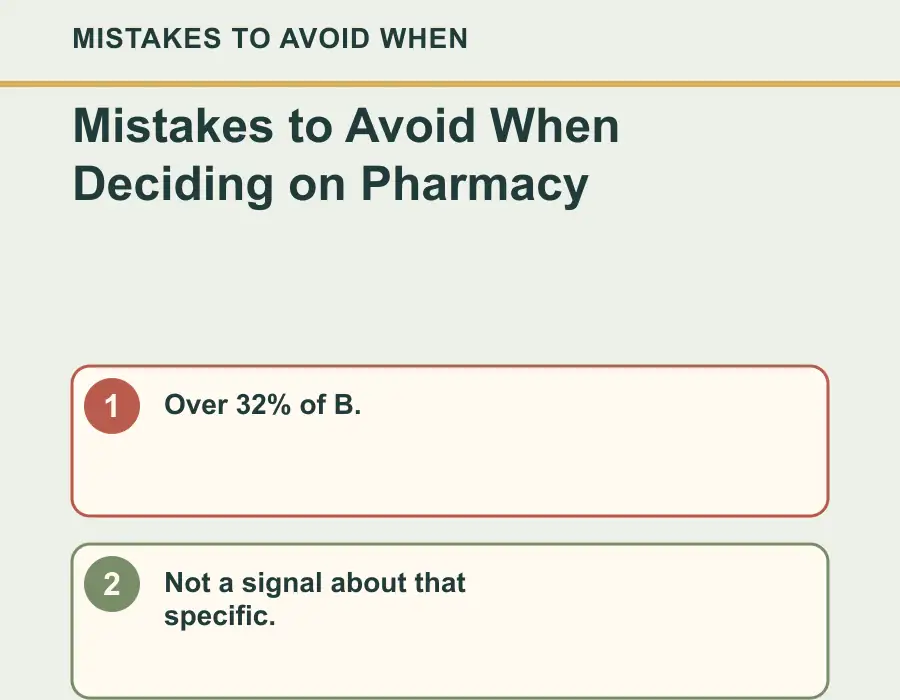 MISTAKES TO AVOID WHEN
Mistakes to Avoid When
Deciding on Pharmacy
1
Over 32% of B.
2
Not a signal about that
specific.